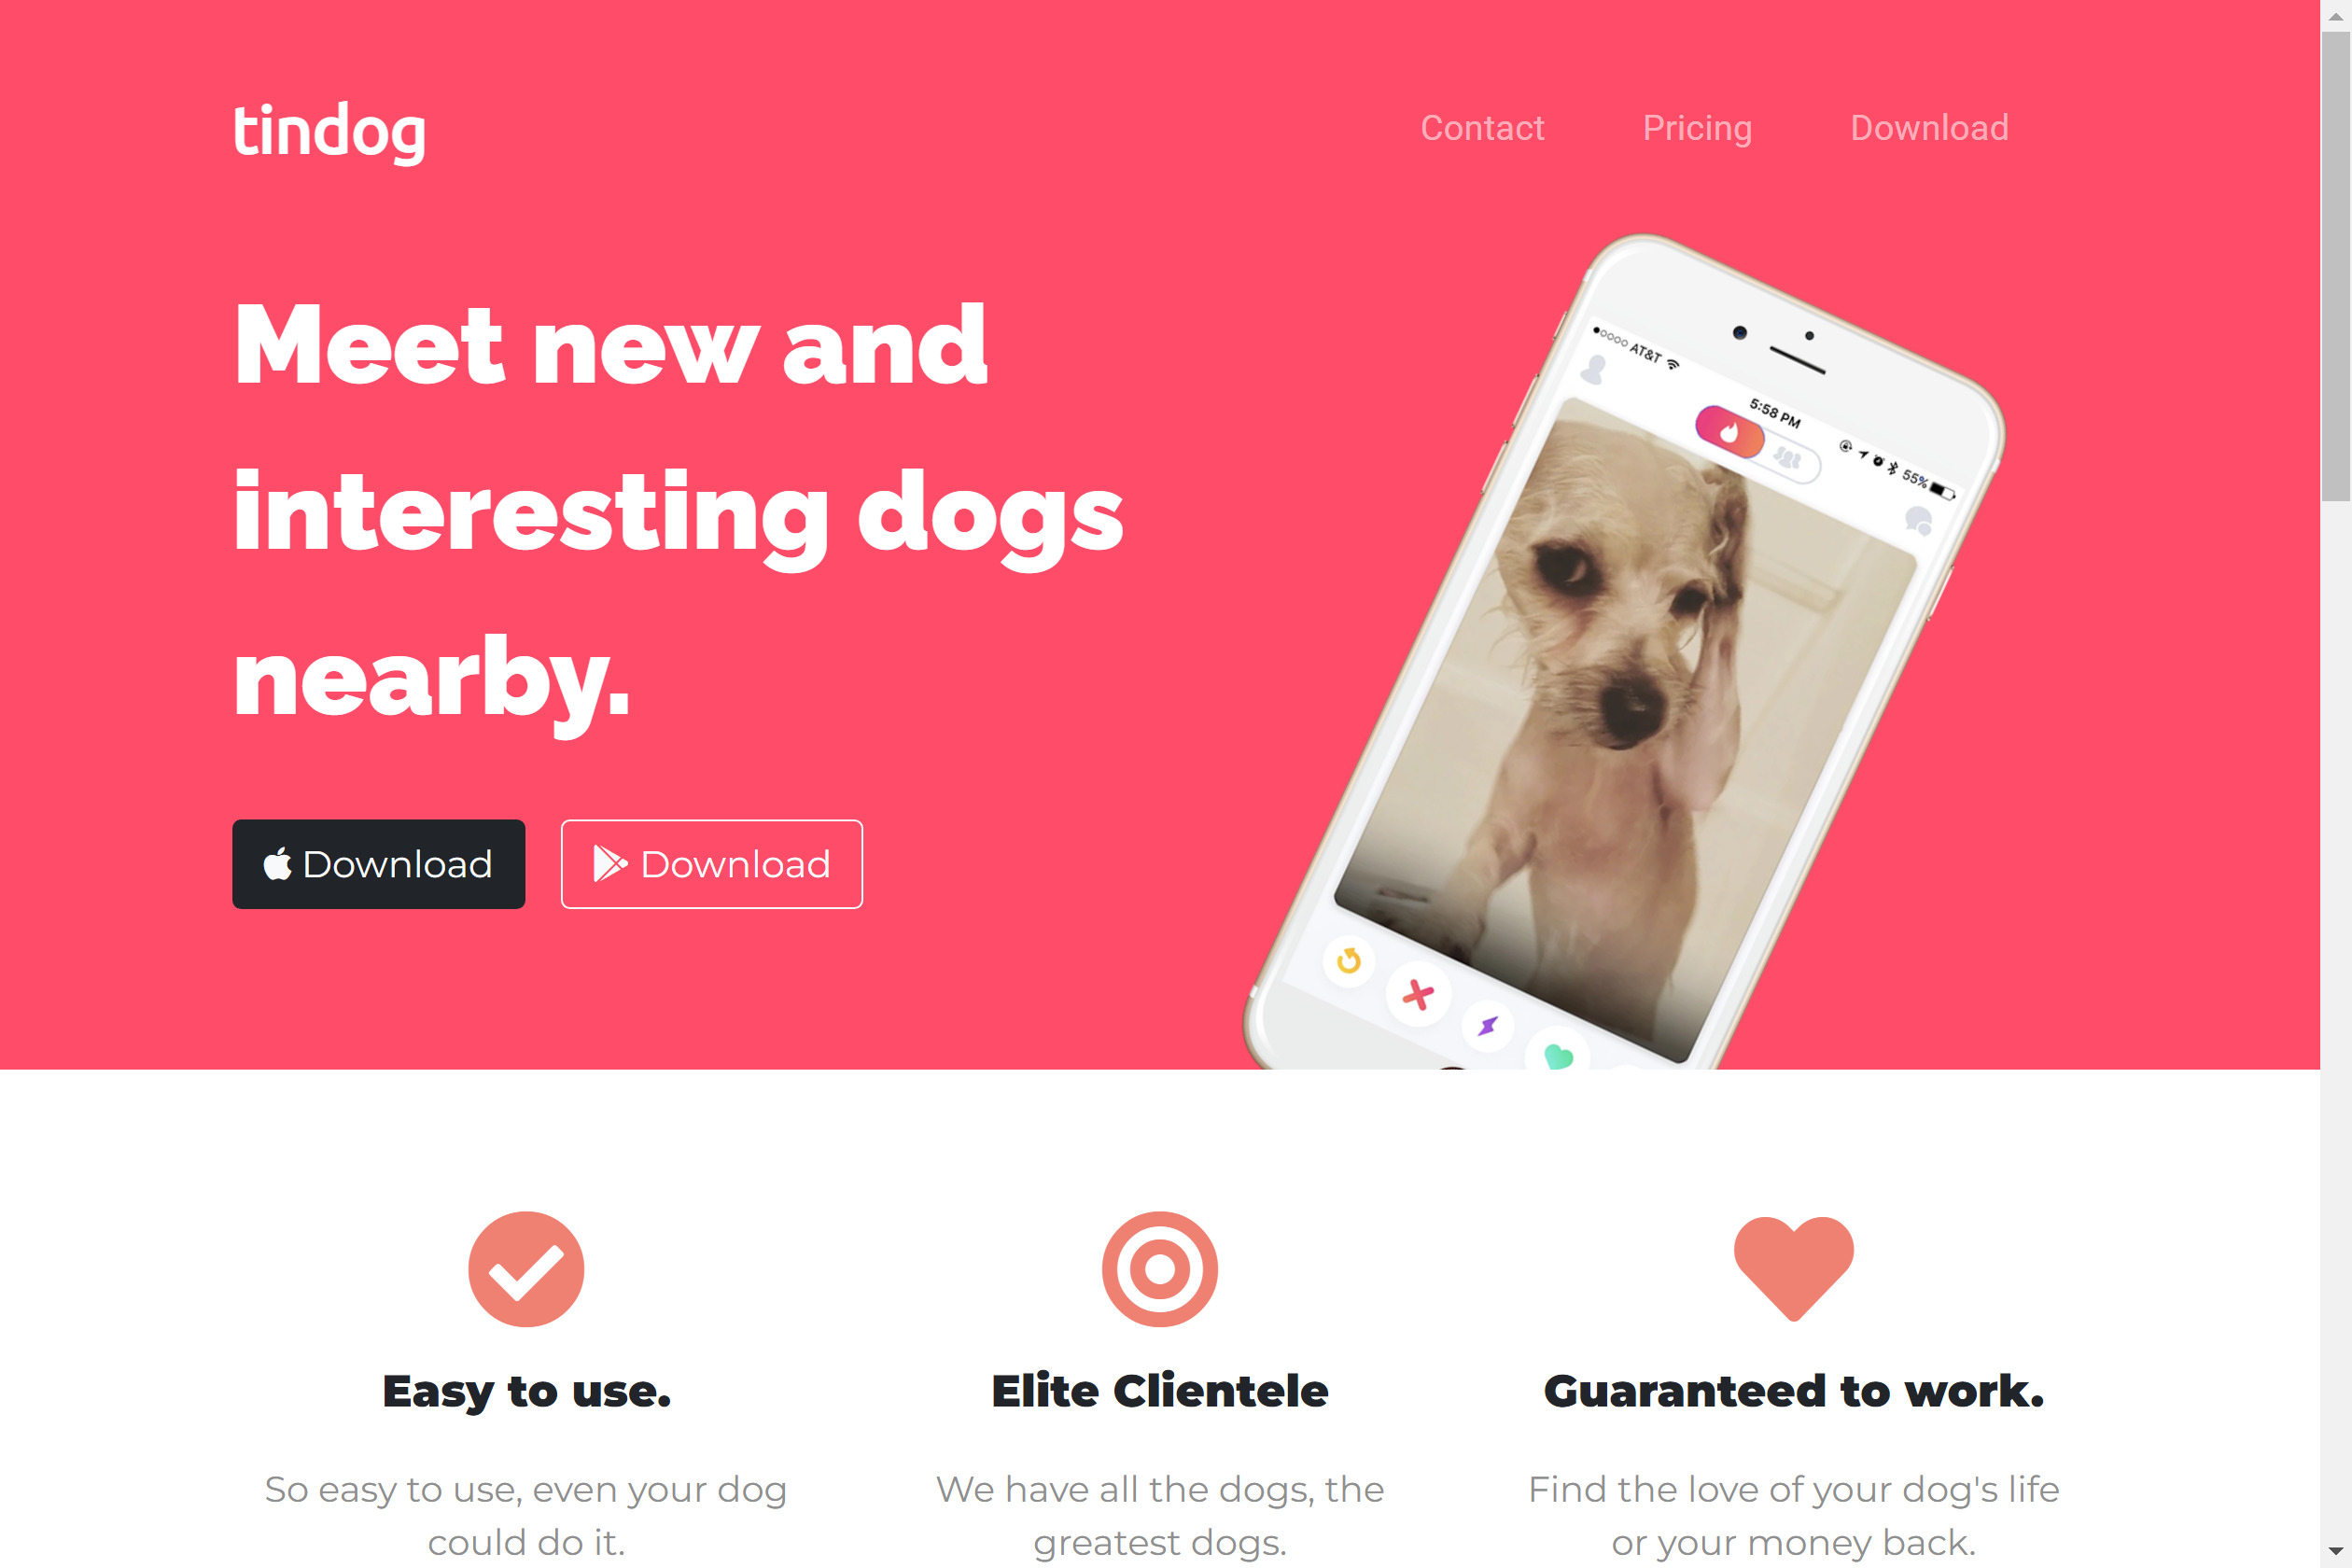 tindog
Contact
Pricing
Download
Meet new and
interesting dogs
nearby.
Download
Download
AT&T
5:58 PM
55%
Easy to use.
So easy to use, even your dog
could do it.
Elite Clientele
We have all the dogs, the
greatest dogs.
Guaranteed to work.
Find the love of your dog's life
or your money back.